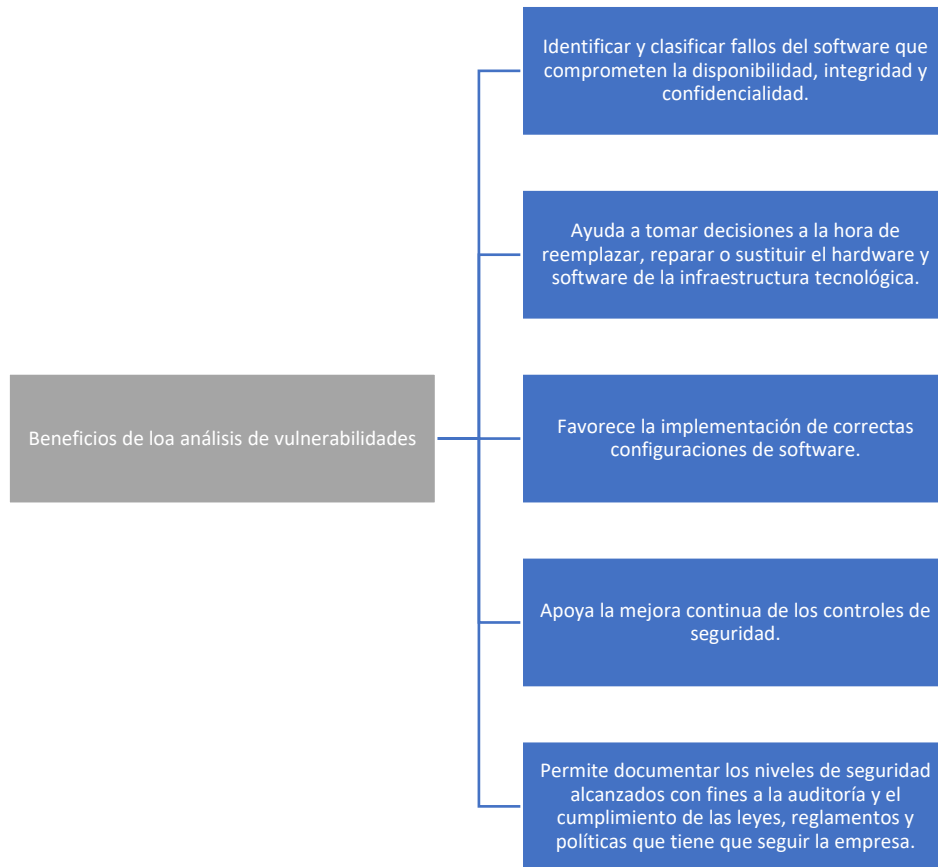 Identificar y clasificar fallos del software que
comprometen la disponibilidad, integridad y
confidencialidad.
Ayuda a tomar decisiones a la hora de
reemplazar, reparar o sustituir el hardware y
software de la infraestructura tecnológica.
Beneficios de loa análisis de vulnerabilidades
Favorece la implementación de correctas
configuraciones de software.
Apoya la mejora continua de los controles de
seguridad.
Permite documentar los niveles de seguridad
alcanzados con fines a la auditoría y el
cumplimiento de las leyes, reglamentos y
políticas que tiene que seguir la empresa.